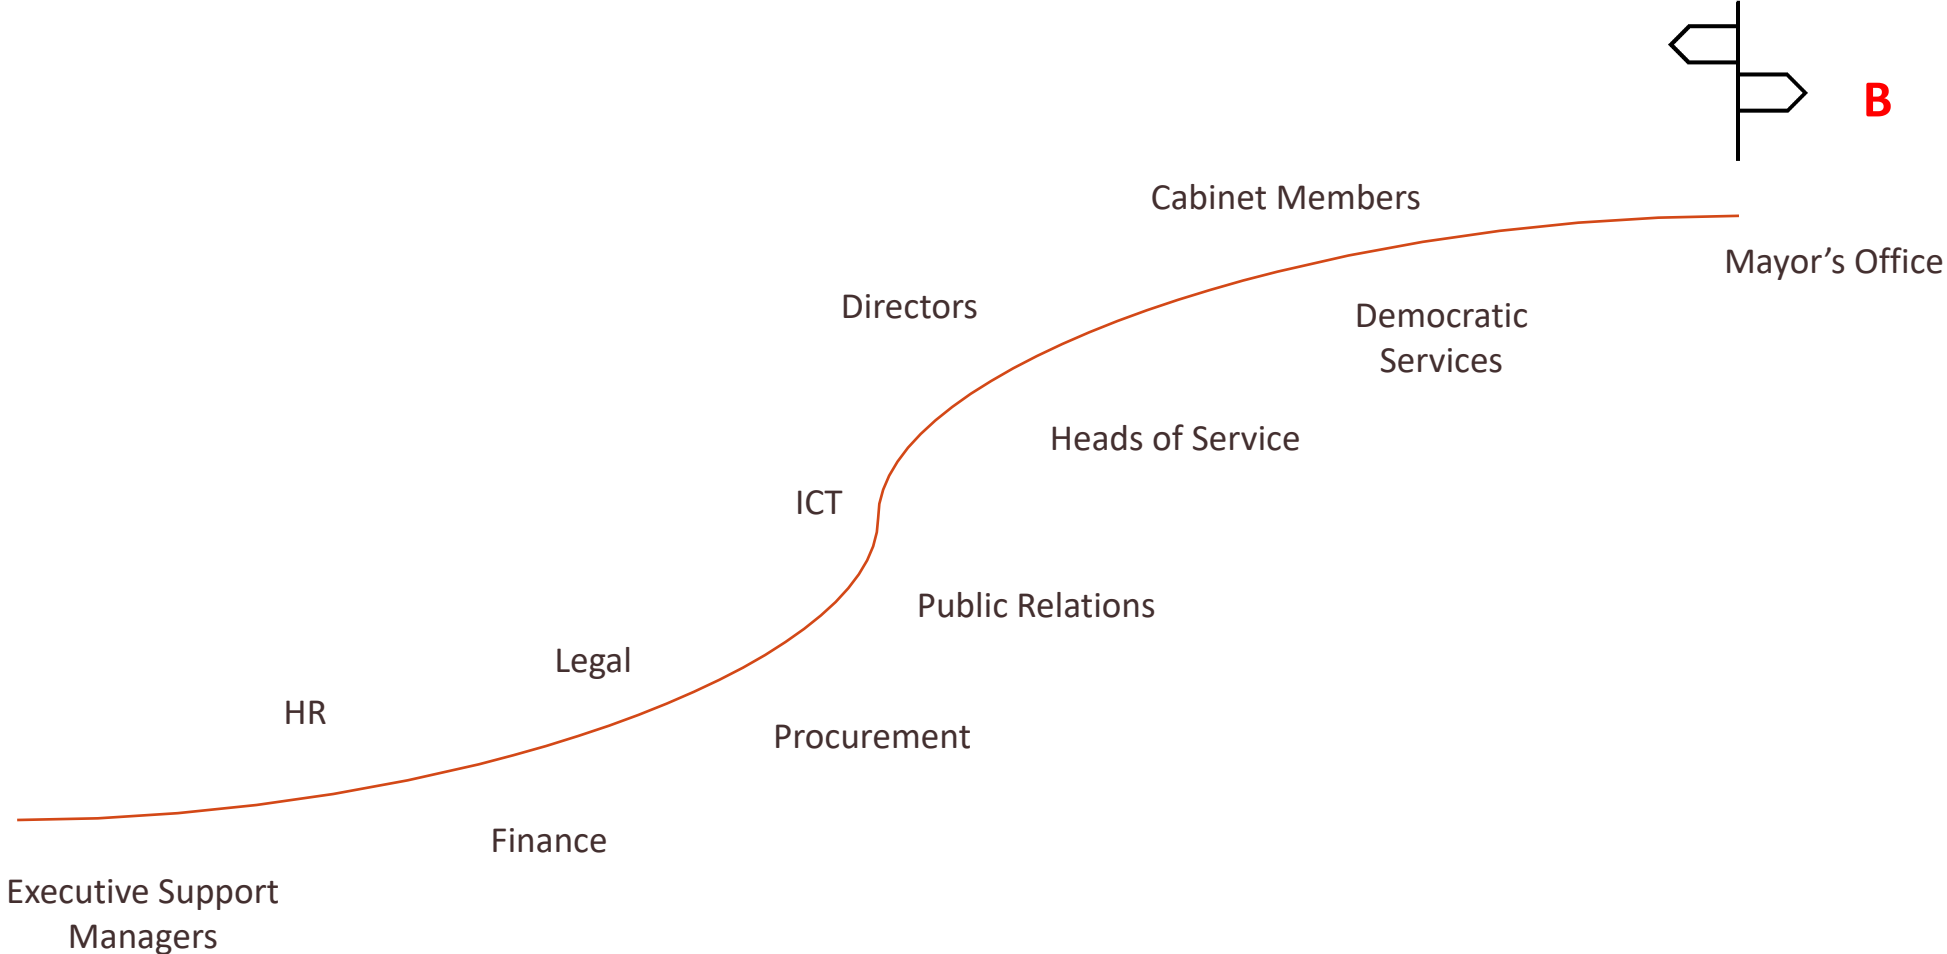 B
Cabinet Members
Mayor’s Office
Directors
Democratic
Services
Heads of Service
ICT
Public Relations
Legal
HR
Procurement
Finance
Executive Support
Managers